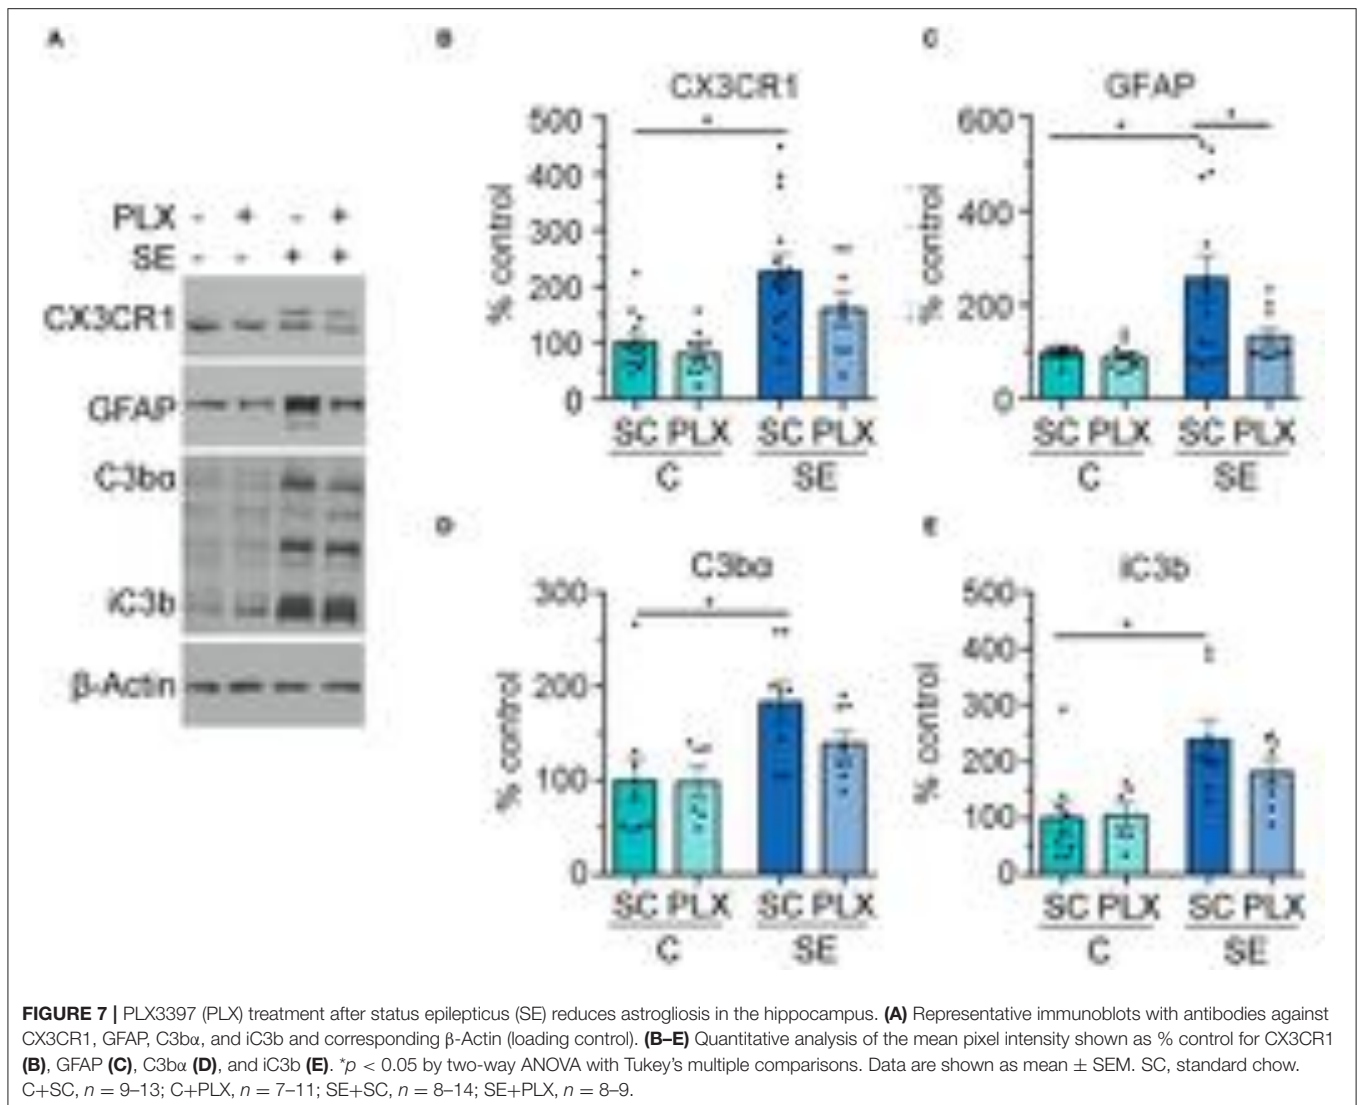 A
PLX - + - +
SE - - + +
CX3CR1
GFAP
C3bα
iC3b
β-Actin
B
CX3CR1
% control
500
400
300
200
100
0
*
SC PLX SC PLX
C SE
C
GFAP
% control
600
400
200
0
*
*
SC PLX SC PLX
C SE
D
C3bα
% control
300
200
100
0
*
SC PLX SC PLX
C SE
E
iC3b
% control
500
400
300
200
100
0
*
SC PLX SC PLX
C SE
FIGURE 7 | PLX3397 (PLX) treatment after status epilepticus (SE) reduces astrogliosis in the hippocampus. (A) Representative immunoblots with antibodies against
CX3CR1, GFAP, C3bα, and iC3b and corresponding β-Actin (loading control). (B–E) Quantitative analysis of the mean pixel intensity shown as % control for CX3CR1
(B), GFAP (C), C3bα (D), and iC3b (E). *p < 0.05 by two-way ANOVA with Tukey's multiple comparisons. Data are shown as mean ± SEM. SC, standard chow.
C+SC, n = 9–13; C+PLX, n = 7–11; SE+SC, n = 8–14; SE+PLX, n = 8–9.